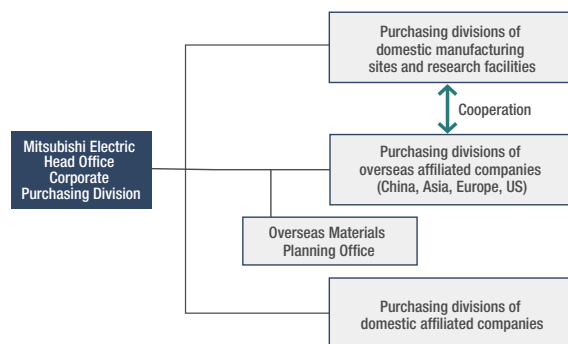 Purchasing divisions of
domestic manufacturing
sites and research facilities
Cooperation
Mitsubishi Electric
Head Office
Corporate
Purchasing Division
Purchasing divisions of
overseas affiliated companies
(China, Asia, Europe, US)
Overseas Materials
Planning Office
Purchasing divisions of
domestic affiliated companies